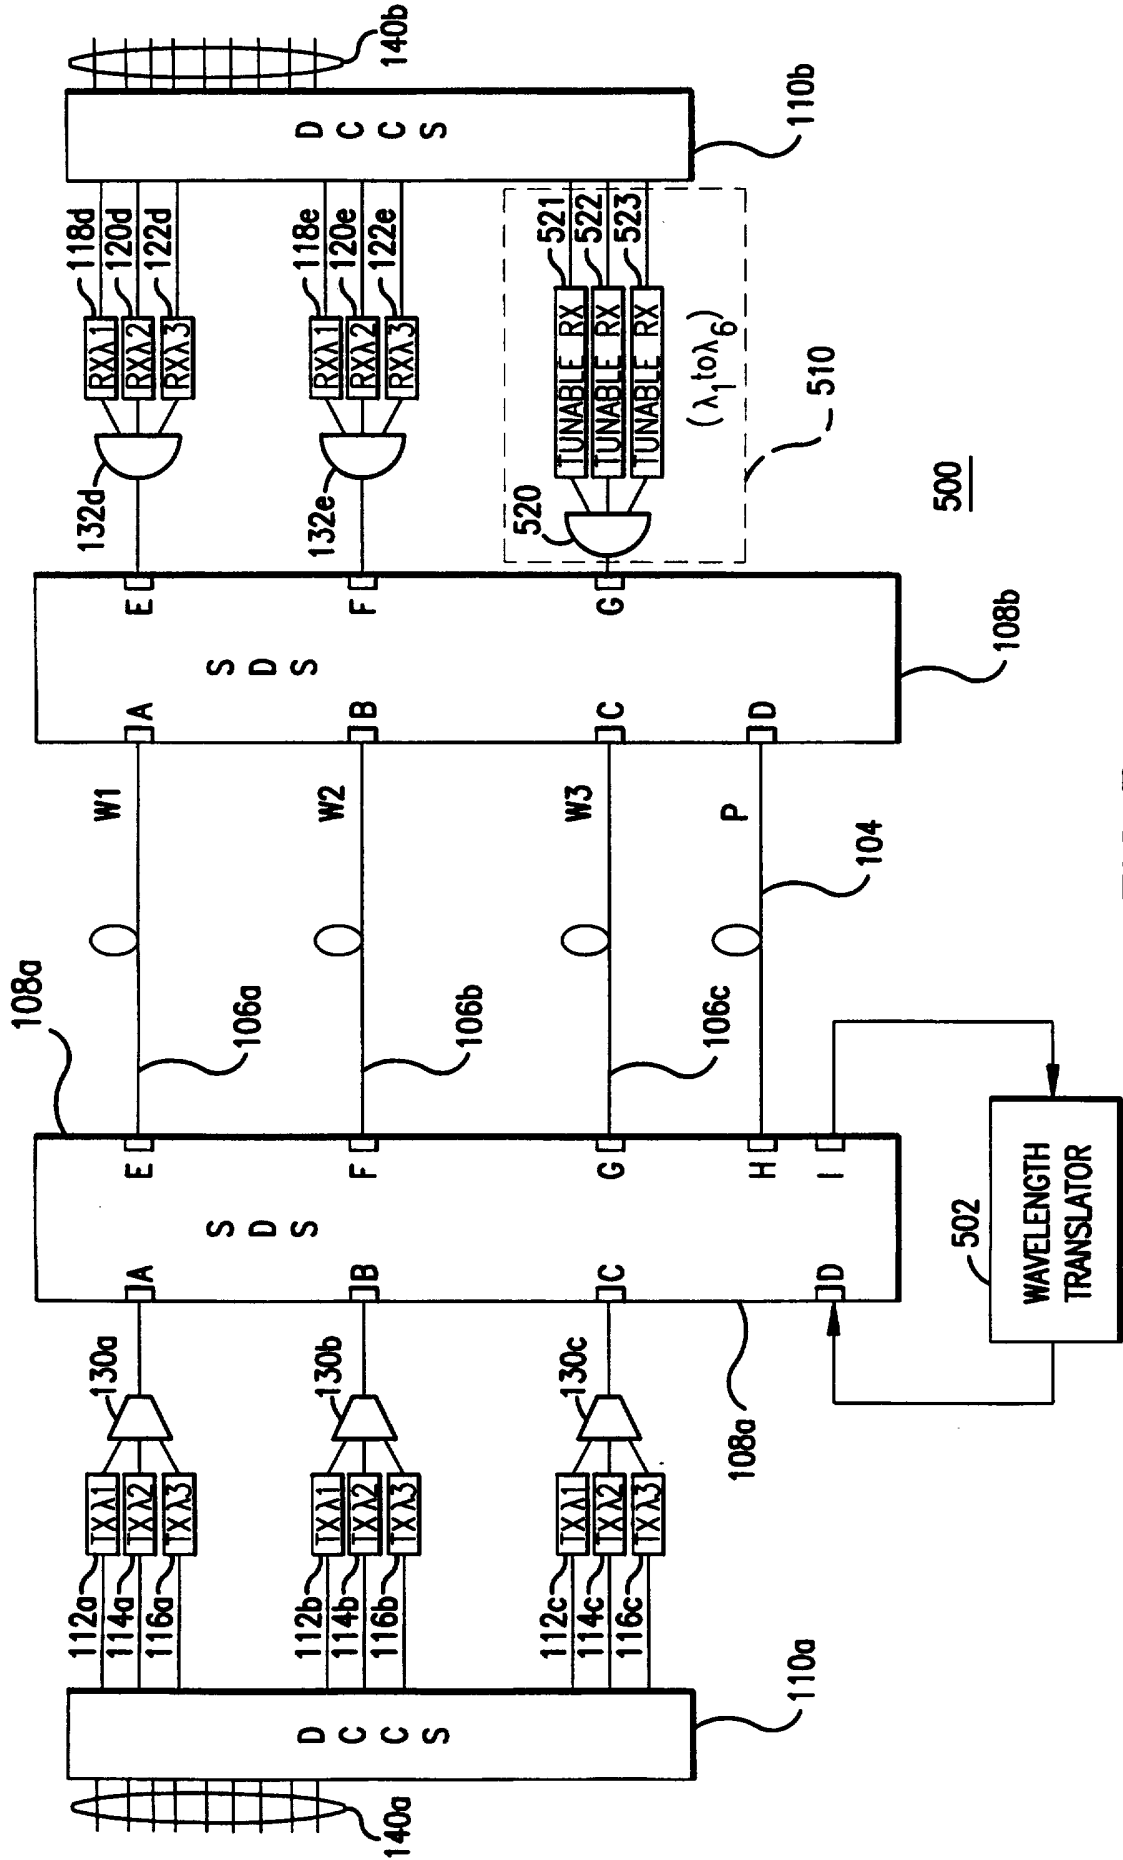 140a
D
C
C
S
110a
112a
114a
116a
TXλ1
TXλ2
TXλ3
130a
112b
114b
116b
TXλ1
TXλ2
TXλ3
130b
112c
114c
116c
TXλ1
TXλ2
TXλ3
130c
108a
A
B
C
D
S
D
S
E
F
G
H
I
108a
502
WAVELENGTH
TRANSLATOR
106a
106b
106c
104
W1
W2
W3
P
A
B
C
D
S
D
S
E
F
G
108b
132d
RXλ1
RXλ2
RXλ3
118d
120d
122d
132e
RXλ1
RXλ2
RXλ3
118e
120e
122e
520
TUNABLE RX
TUNABLE RX
TUNABLE RX
521
522
523
(λ1 to λ6)
510
D
C
C
S
110b
140b
500